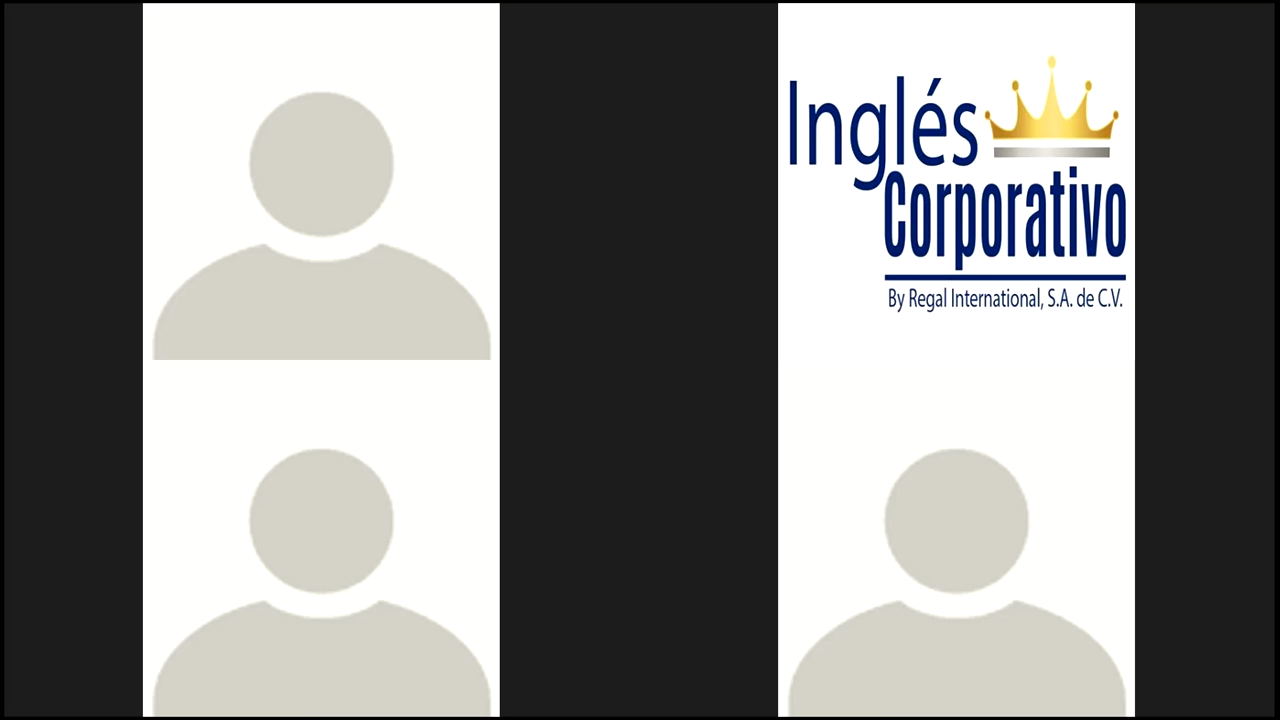 Inglés
Corporativo
By Regal International, S.A. de C.V.